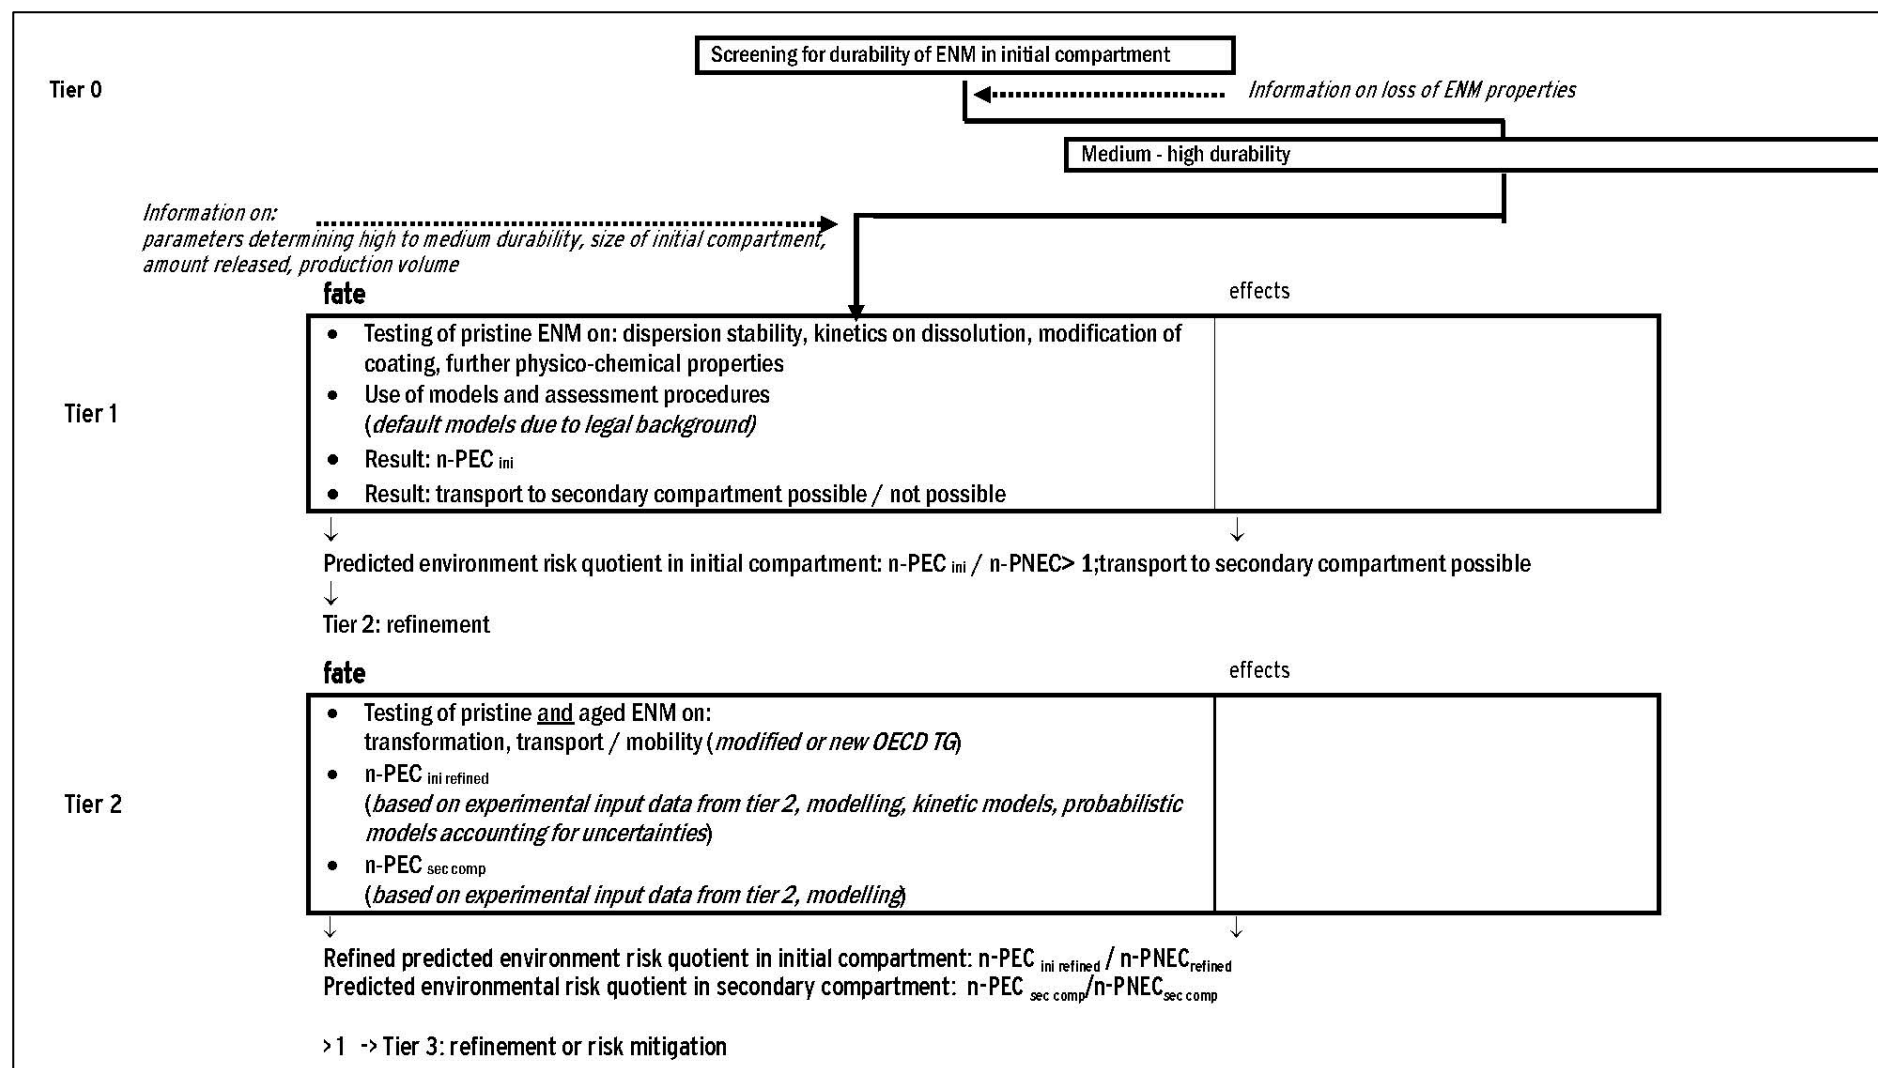 Screening for durability of ENM in initial compartment
Tier 0
Information on loss of ENM properties
Medium - high durability
Information on:
parameters determining high to medium durability, size of initial compartment,
amount released, production volume
fate
effects
• Testing of pristine ENM on: dispersion stability, kinetics on dissolution, modification of
coating, further physico-chemical properties
• Use of models and assessment procedures
(default models due to legal background)
• Result: n-PEC ini
• Result: transport to secondary compartment possible / not possible
Tier 1
↓ ↓
Predicted environment risk quotient in initial compartment: n-PEC ini / n-PNEC> 1;transport to secondary compartment possible
↓
Tier 2: refinement
fate
effects
• Testing of pristine and aged ENM on:
transformation, transport / mobility (modified or new OECD TG)
• n-PEC ini refined
(based on experimental input data from tier 2, modelling, kinetic models, probabilistic
models accounting for uncertainties)
• n-PEC sec comp
(based on experimental input data from tier 2, modelling)
Tier 2
↓ ↓
Refined predicted environment risk quotient in initial compartment: n-PEC ini refined / n-PNECrefined
Predicted environmental risk quotient in secondary compartment: n-PEC sec comp/n-PNECsec comp
>1 -> Tier 3: refinement or risk mitigation